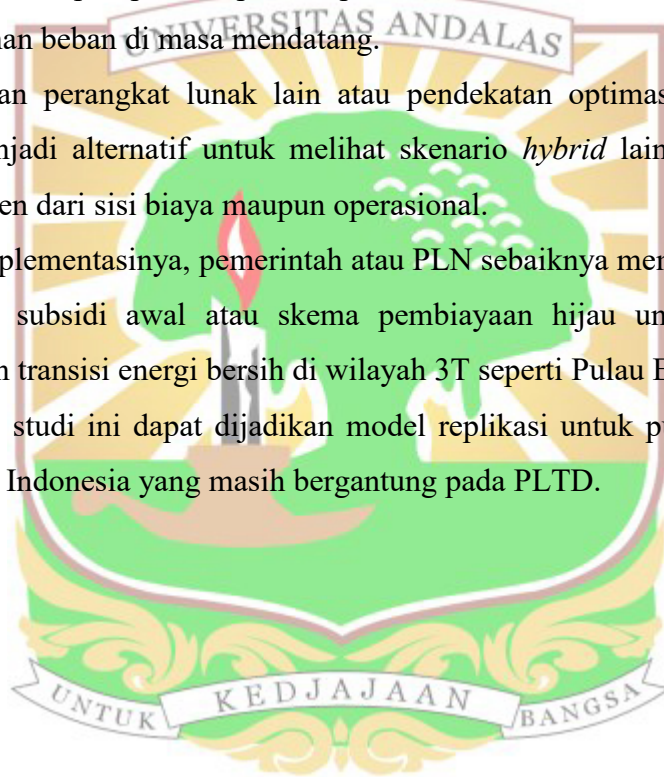 UNIVERSITAS ANDALAS
an beban di masa mendatang.
an perangkat lunak lain atau pendekatan optimas
njadi alternatif untuk melihat skenario hybrid lain
en dari sisi biaya maupun operasional.
plementasinya, pemerintah atau PLN sebaiknya mer
subsidi awal atau skema pembiayaan hijau un
n transisi energi bersih di wilayah 3T seperti Pulau E
studi ini dapat dijadikan model replikasi untuk pu
Indonesia yang masih bergantung pada PLTD.
UNTUK KEDJAJAAN BANGSA